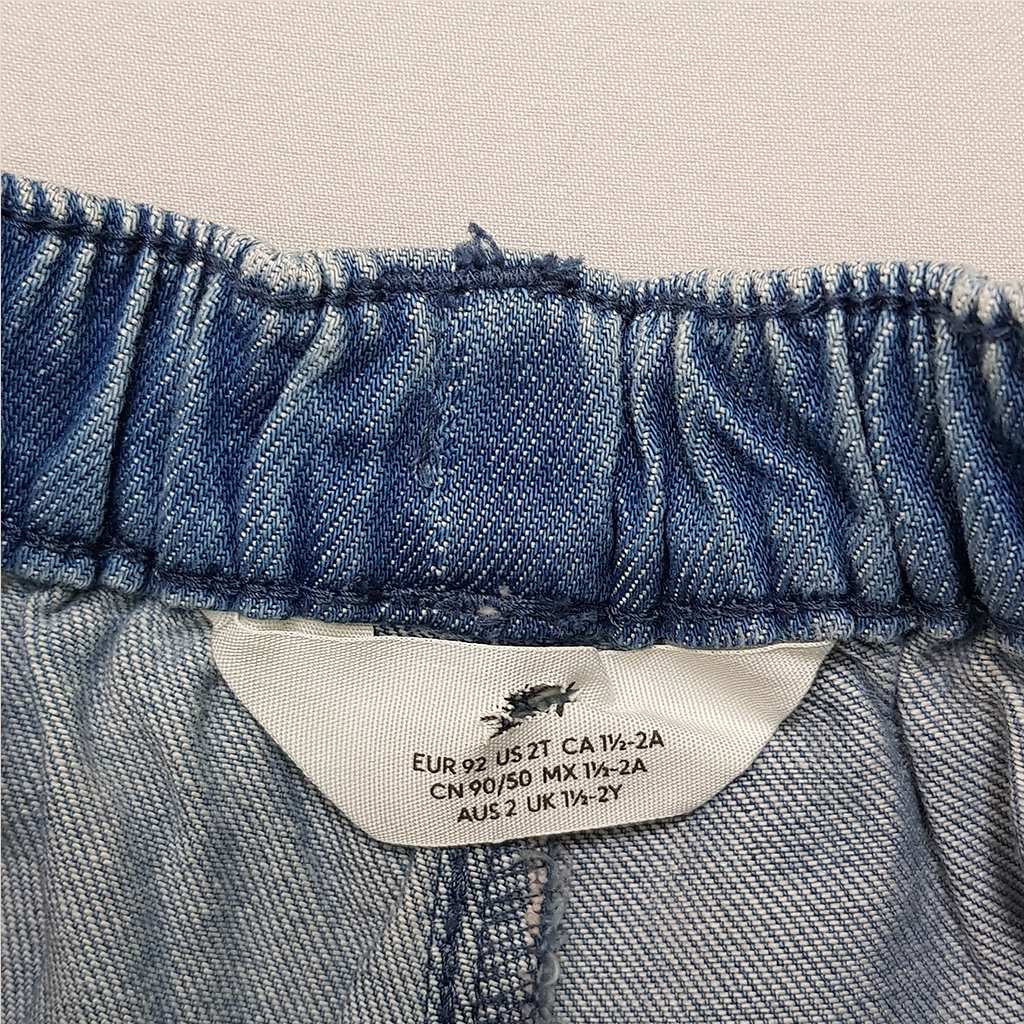 EUR 92 US 2T CA 1½-2A
CN 90/50 MX 1½-2A
AUS 2 UK 1½-2Y